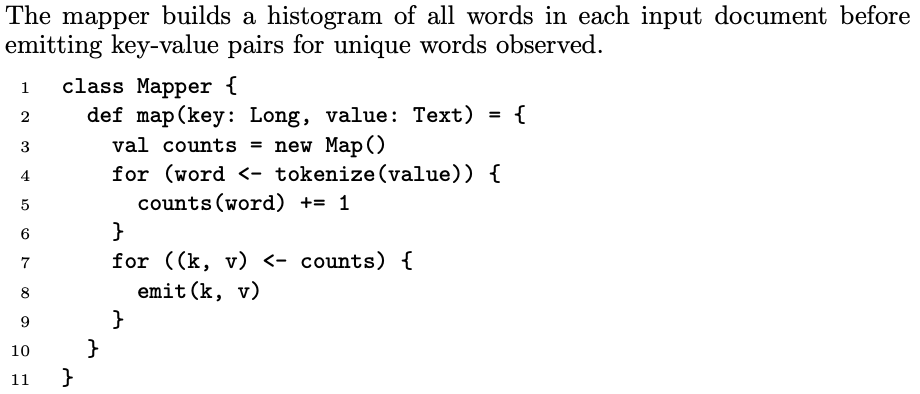 The mapper builds a histogram of all words in each input document before
emitting key-value pairs for unique words observed.
1 class Mapper {
2 def map(key: Long, value: Text) = {
3 val counts = new Map()
4 for (word <- tokenize(value)) {
5 counts(word) += 1
6 }
7 for ((k, v) <- counts) {
8 emit(k, v)
9 }
10 }
11 }